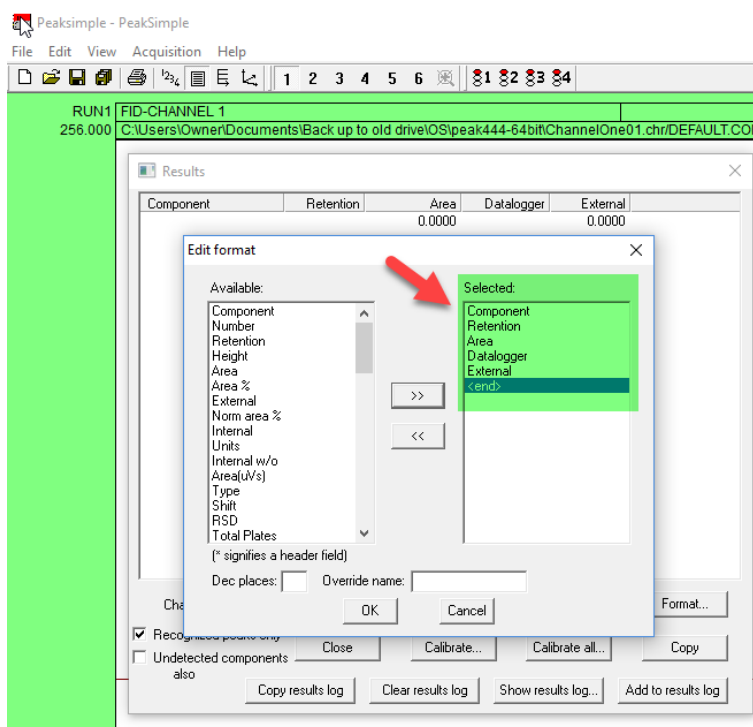 Peaksimple - PeakSimple
File Edit View Acquisition Help
1 2 3 4 5 6 81 82 83 84
RUN1 FID-CHANNEL 1
256.000 C:\Users\Owner\Documents\Back up to old drive\OS\peak444-64bit\ChannelOne01.chr/DEFAULT.CO
Results
Component Retention Area Datalogger External
0.0000 0.0000
Edit format
Available: Selected:
Component Component
Number Retention
Retention Area
Height Datalogger
Area External
Area % <end>
External >>
Norm area %
Internal <<
Units
Internal w/o
Area(uVs)
Type
Shift
RSD
Total Plates
(* signifies a header field)
Dec places: Override name:
OK Cancel
Cha Format...
Recognized peaks only Close Calibrate... Calibrate all... Copy
Undetected components
also
Copy results log Clear results log Show results log... Add to results log